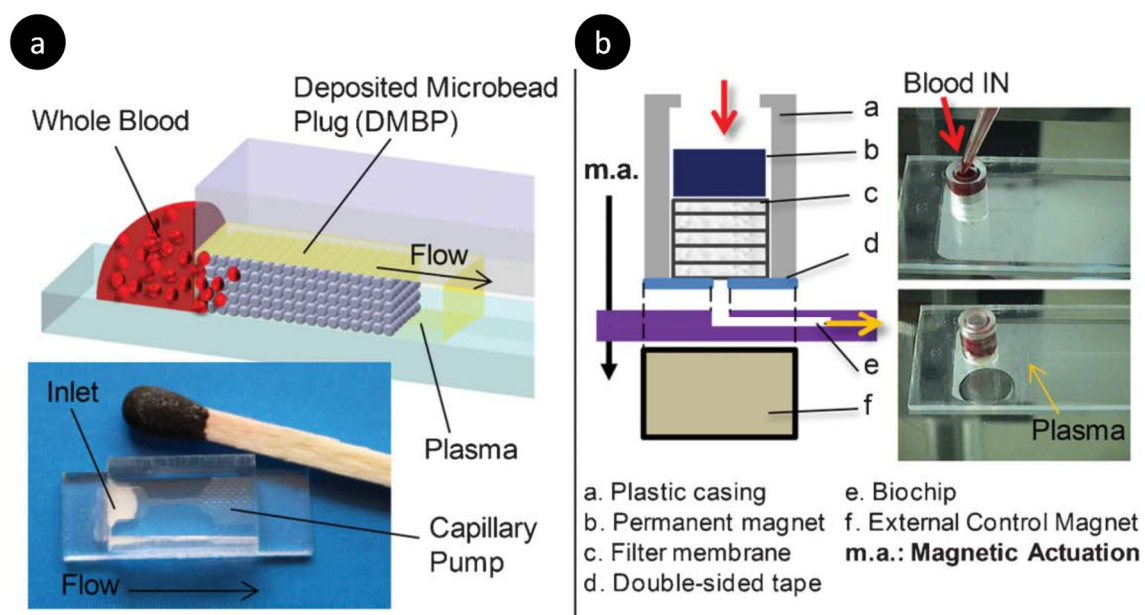 a
Whole Blood
Deposited Microbead
Plug (DMBP)
Flow
Inlet
Plasma
Capillary
Pump
Flow
b
m.a.
a
b
c
d
e
f
Blood IN
Plasma
a. Plastic casing
b. Permanent magnet
c. Filter membrane
d. Double-sided tape
e. Biochip
f. External Control Magnet
m.a.: Magnetic Actuation